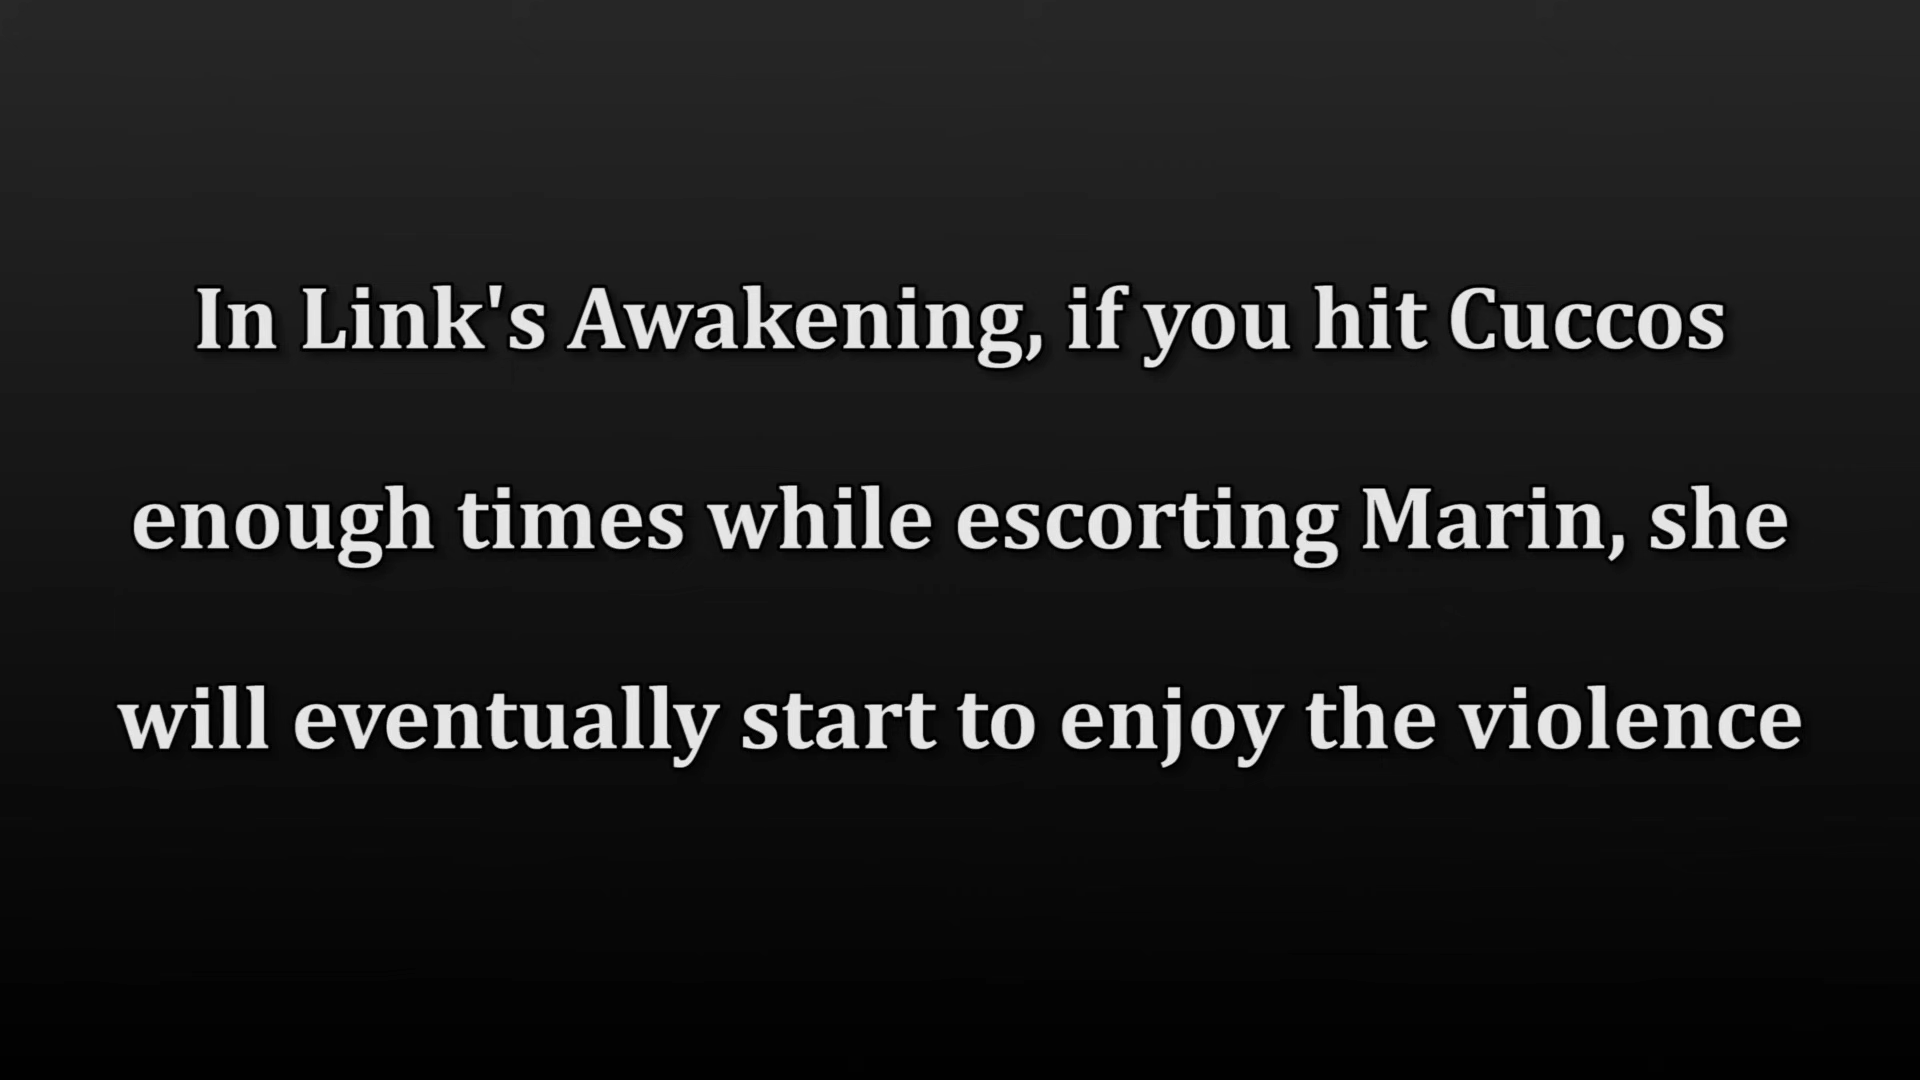 In Link's Awakening, if you hit Cuccos
enough times while escorting Marin, she
will eventually start to enjoy the violence